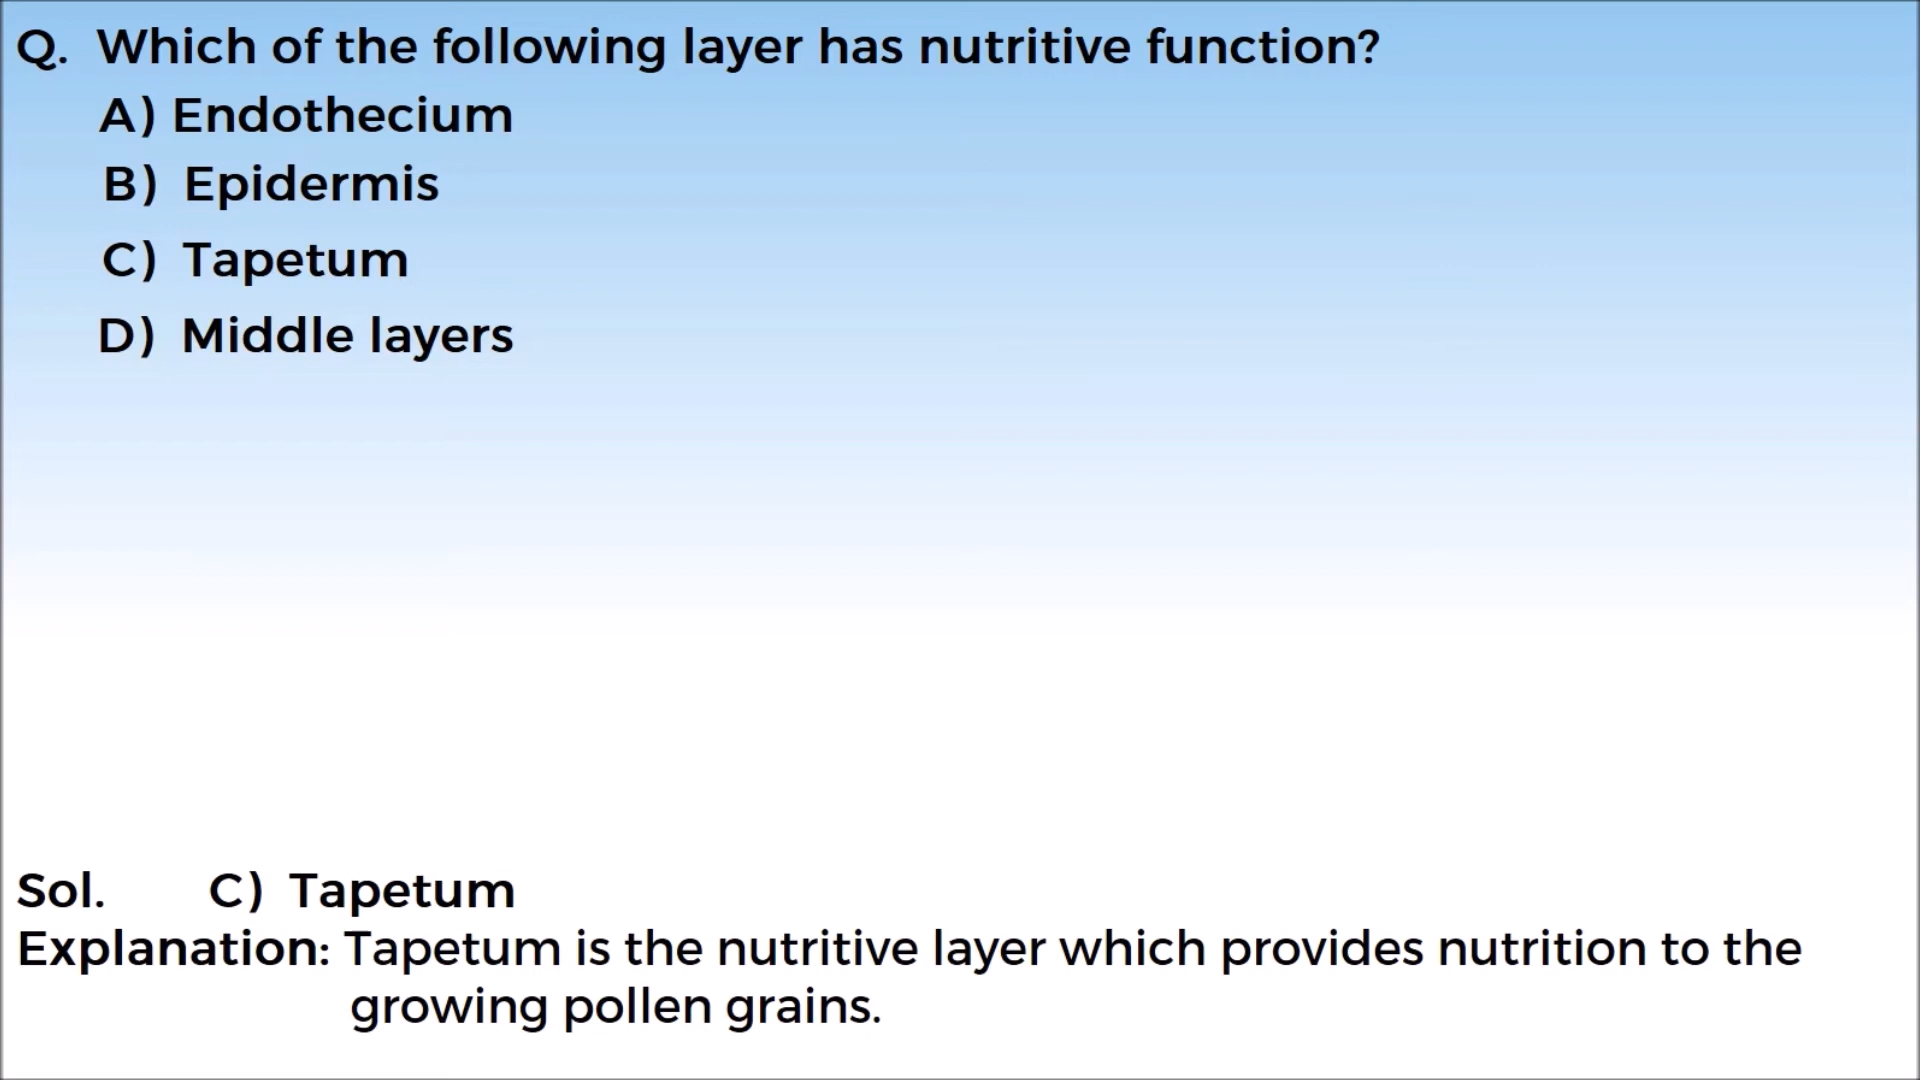 Q. Which of the following layer has nutritive function?
A) Endothecium
B) Epidermis
C) Tapetum
D) Middle layers
Sol. C) Tapetum
Explanation: Tapetum is the nutritive layer which provides nutrition to the
growing pollen grains.